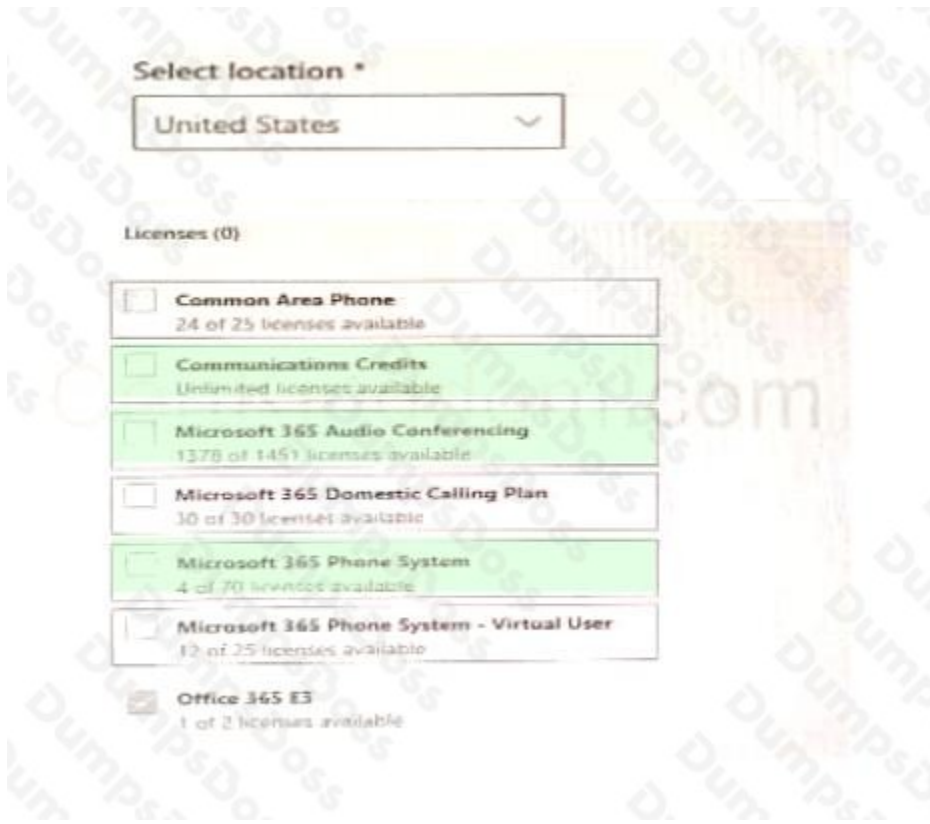 Select location *
United States
Licenses (0)
Common Area Phone
24 of 25 licenses available
Communications Credits
Unlimited licenses available
Microsoft 365 Audio Conferencing
1378 of 1451 licenses available
Microsoft 365 Domestic Calling Plan
30 of 30 licenses available
Microsoft 365 Phone System
4 of 70 licenses available
Microsoft 365 Phone System - Virtual User
12 of 25 licenses available
Office 365 E3
1 of 2 licenses available
.com
DumpsDoss